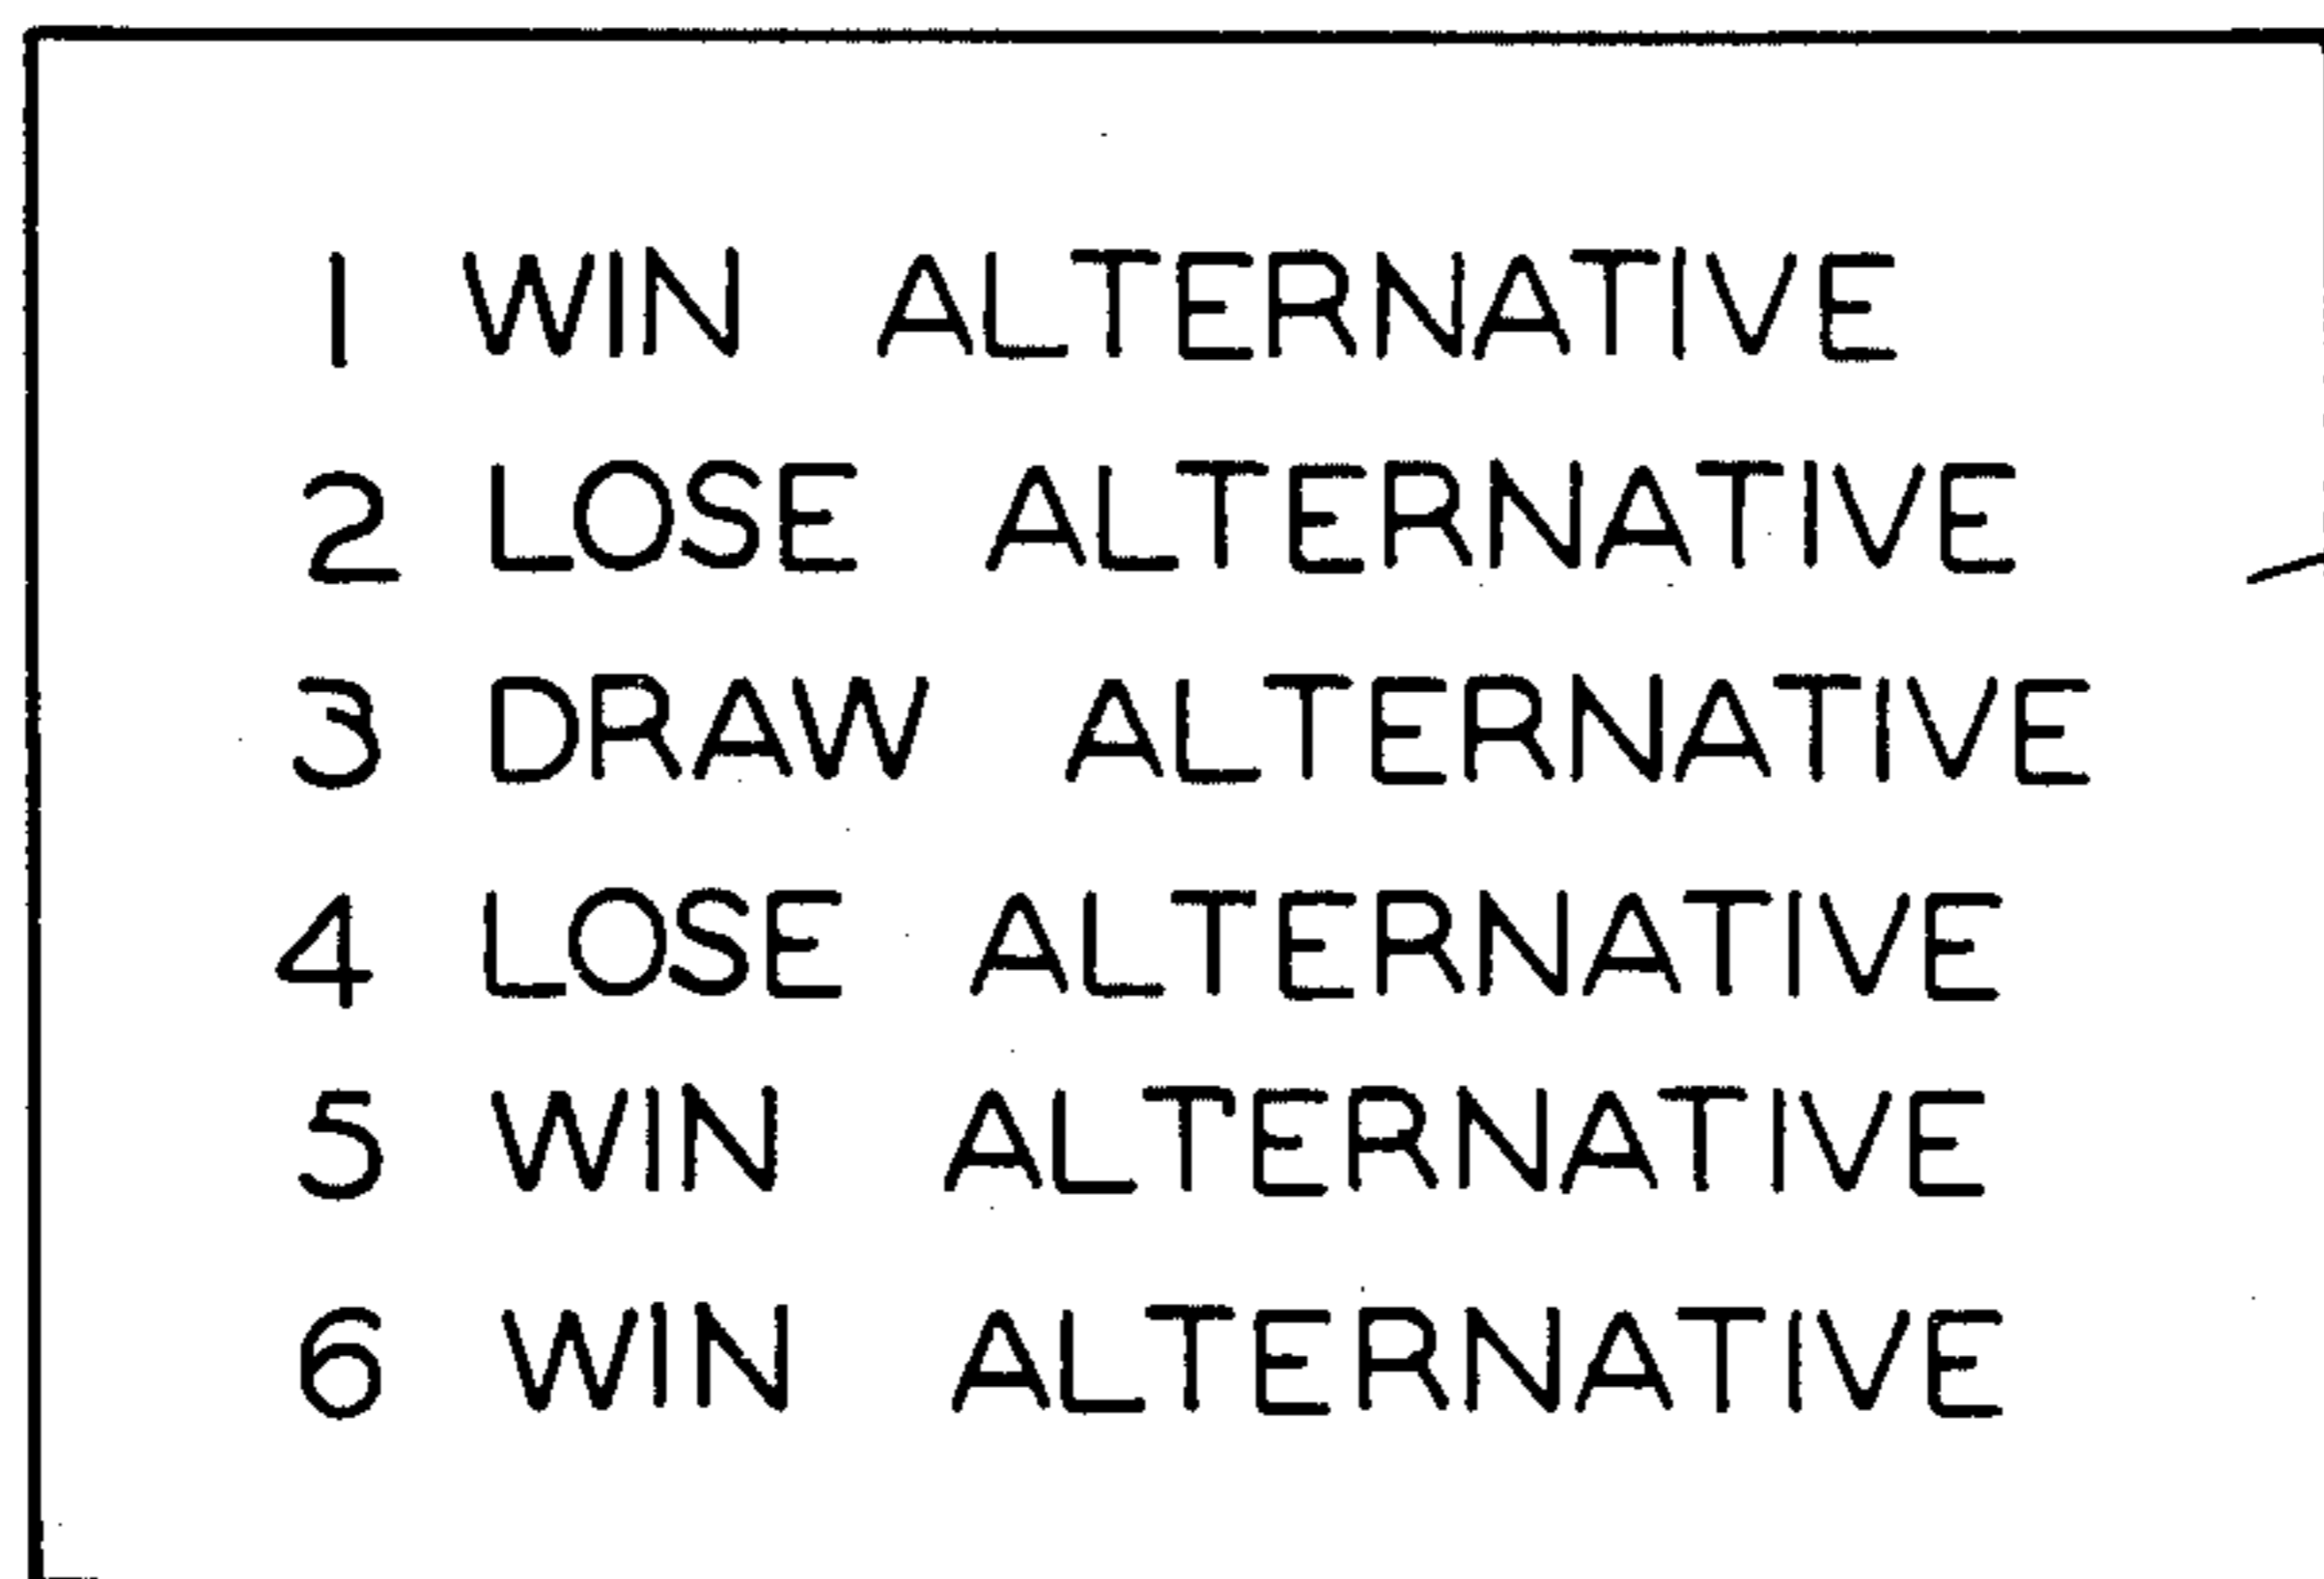 1 WIN ALTERNATIVE
2 LOSE ALTERNATIVE
3 DRAW ALTERNATIVE
4 LOSE ALTERNATIVE
5 WIN ALTERNATIVE
6 WIN ALTERNATIVE